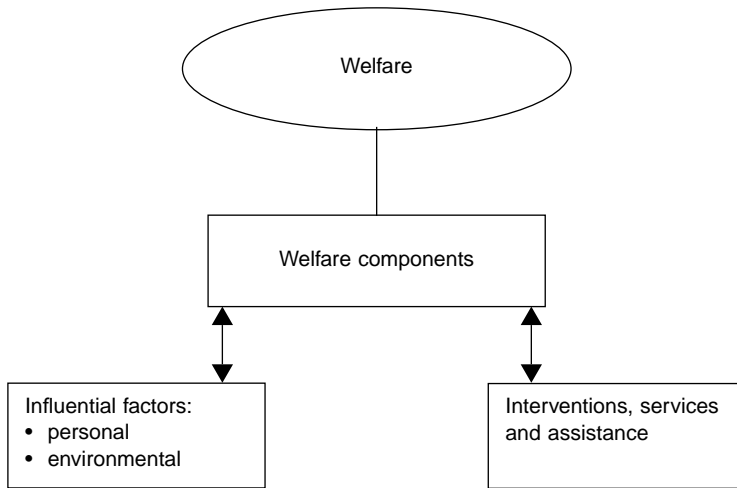 Welfare
Welfare components
Influential factors:
• personal
• environmental
Interventions, services
and assistance